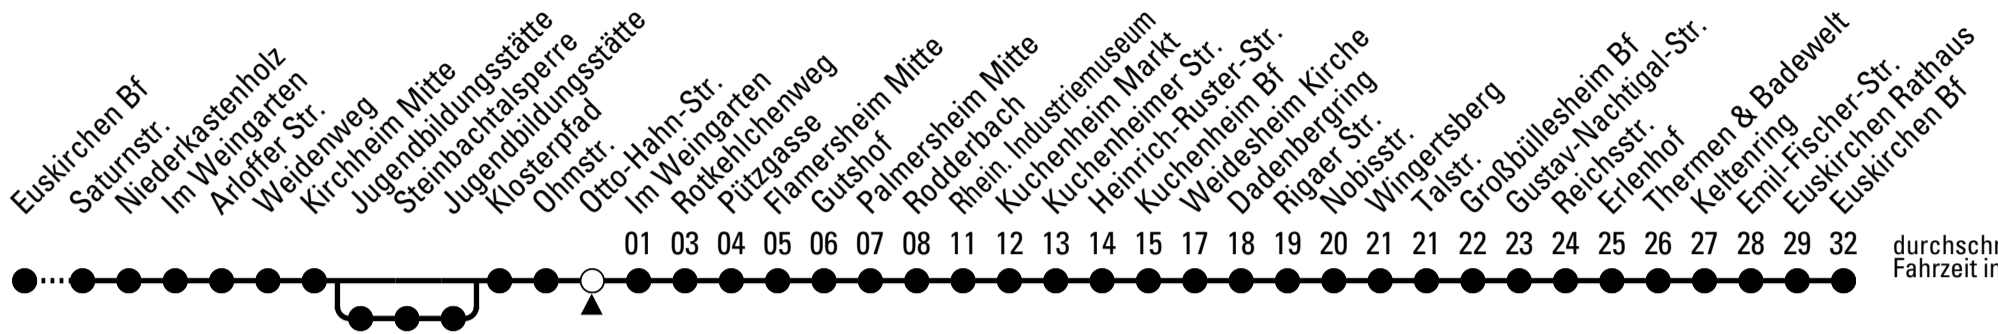 Euskirchen Bf
Saturnstr.
Niederkastenholz
Im Weingarten
Arloffer Str.
Weidenweg
Kirchheim Mitte
Jugendbildungsstätte
Steinbachtalsperre
Jugendbildungsstätte
Klosterpfad
Ohmstr.
Otto-Hahn-Str.
Im Weingarten
Rotkehlchenweg
Pützgasse
Flamersheim Mitte
Gutshof
Palmersheim Mitte
Rodderbach
Rhein. Industriemuseum
Kuchenheim Markt
Kuchenheimer Str.
Heinrich-Ruster-Str.
Kuchenheim Bf
Weidesheim Kirche
Dadenbergring
Rigaer Str.
Nobisstr.
Wingertsberg
Talstr.
Großbüllesheim Bf
Gustav-Nachtigal-Str.
Reichsstr.
Erlenhof
Thermen & Badewelt
Keltenring
Emil-Fischer-Str.
Euskirchen Rathaus
Euskirchen Bf
01 03 04 05 06 07 08 11 12 13 14 15 17 18 19 20 21 21 22 23 24 25 26 27 28 29 32
durchschn
Fahrzeit in